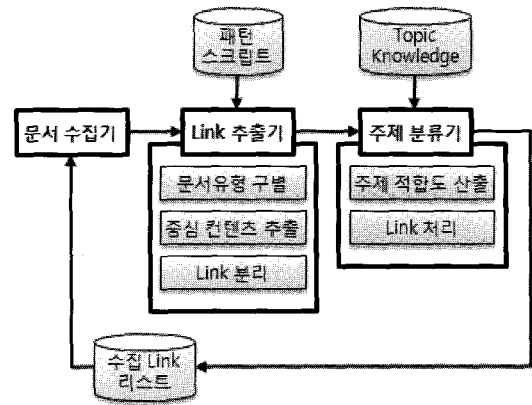 패턴
스크립트
Topic
Knowledge
문서 수집기
Link 추출기
주제 분류기
문서유형 구별
주제 적합도 산출
중심 컨텐츠 추출
Link 처리
Link 분리
수집 Link
리스트